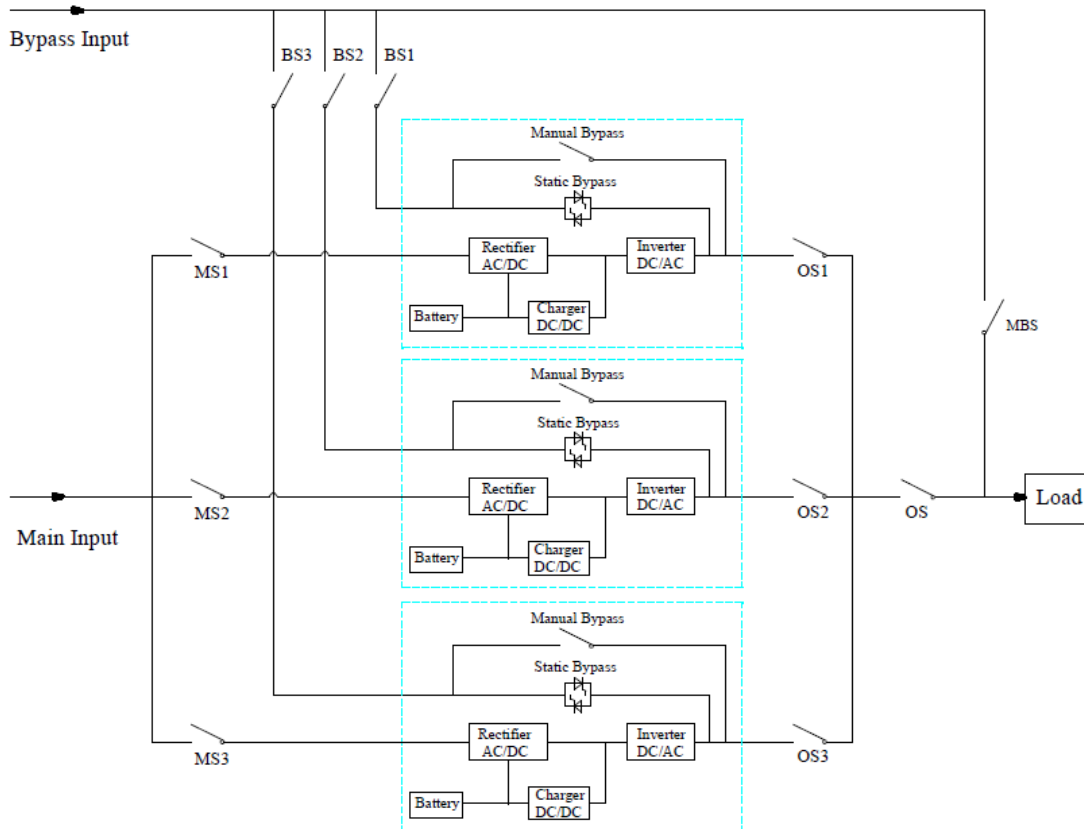 Bypass Input
BS3
BS2
BS1
Manual Bypass
Static Bypass
Rectifier
AC/DC
Inverter
DC/AC
MS1
OS1
Battery
Charger
DC/DC
MBS
Manual Bypass
Static Bypass
Rectifier
AC/DC
Inverter
DC/AC
Load
MS2
OS2
OS
Main Input
Battery
Charger
DC/DC
Manual Bypass
Static Bypass
Rectifier
AC/DC
Inverter
DC/AC
MS3
OS3
Battery
Charger
DC/DC